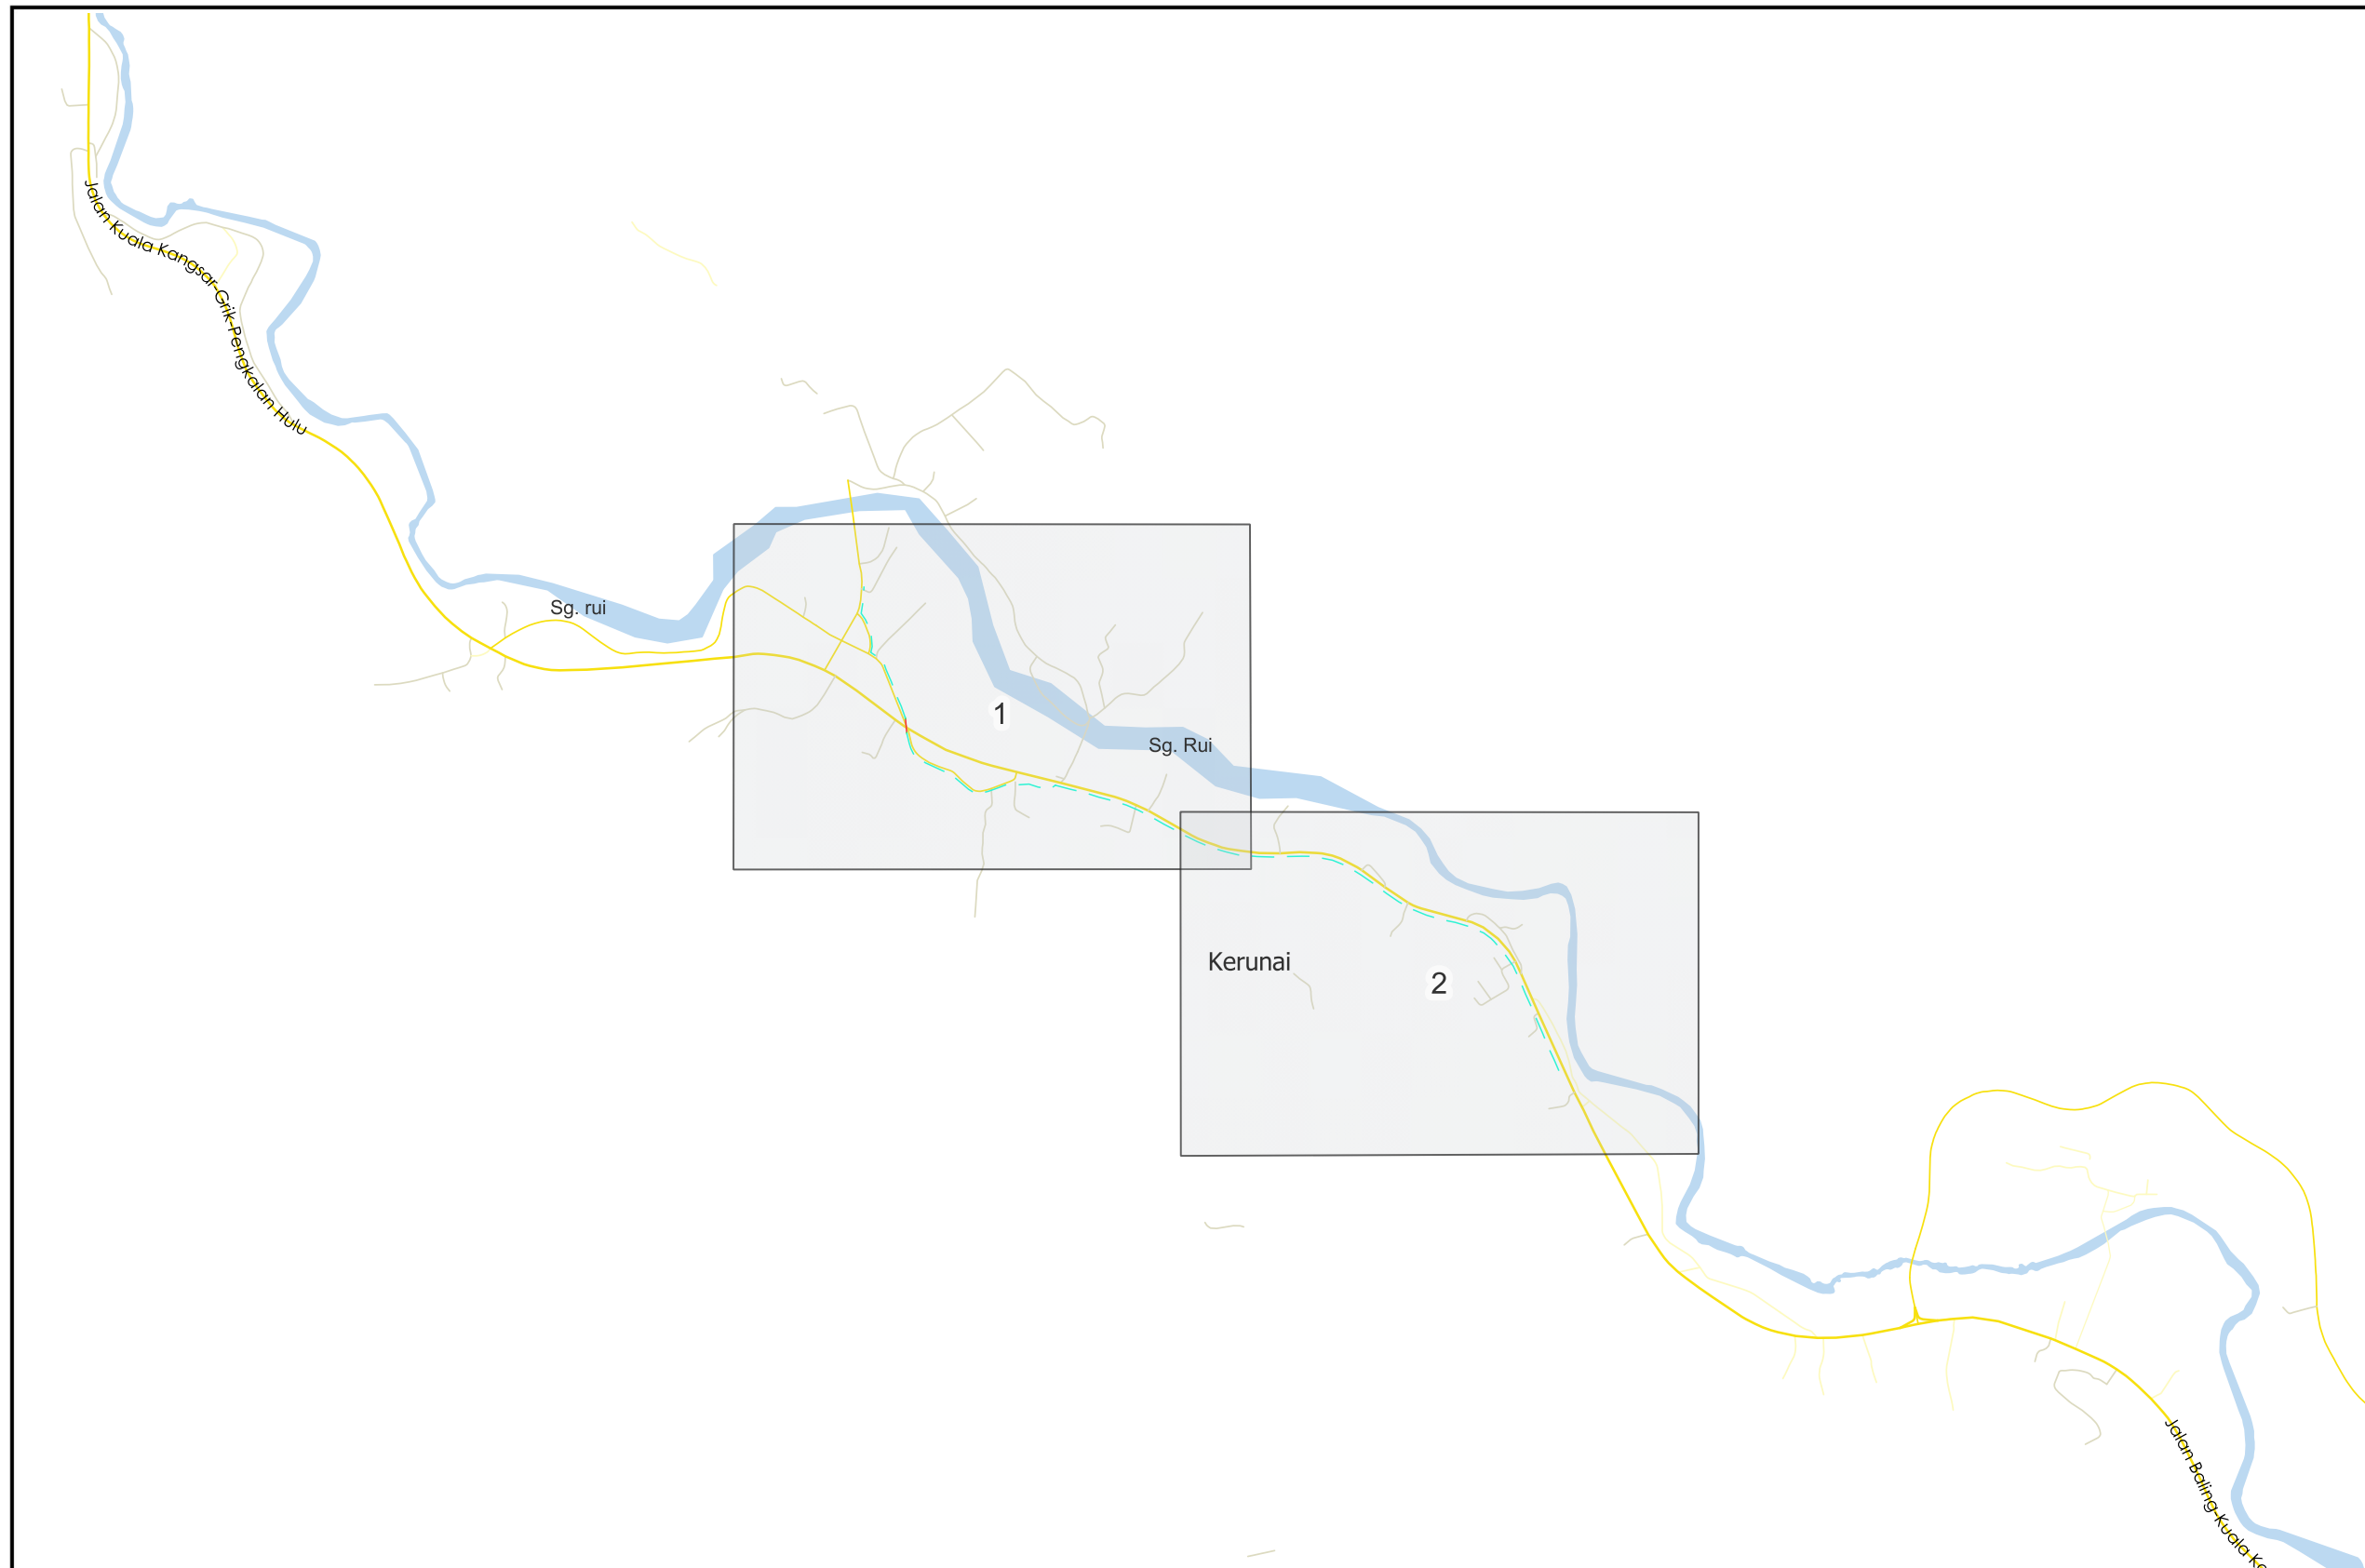 Jalan Kuala Kangsar-Grik-Pengkalan Hulu
Sg. rui
1
Sg. Rui
Kerunai
2
Jalan Baling-Kuala